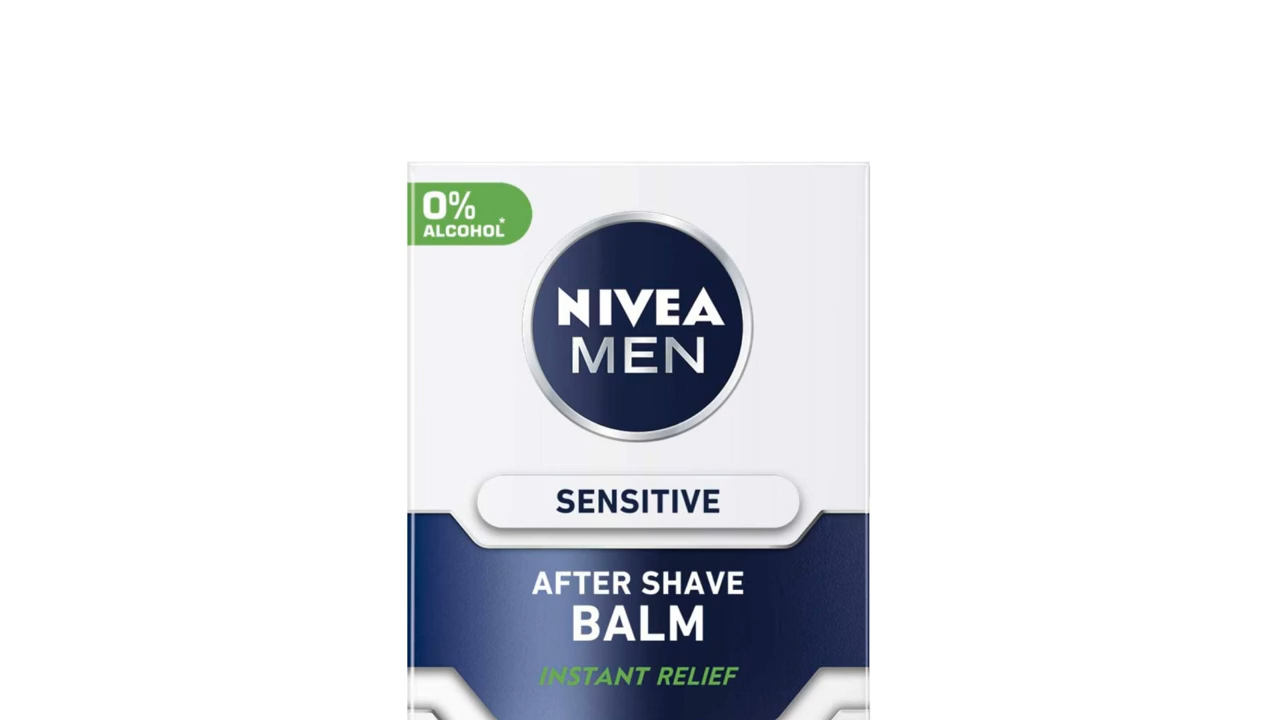 0%
ALCOHOL*
NIVEA
MEN
SENSITIVE
AFTER SHAVE
BALM
INSTANT RELIEF